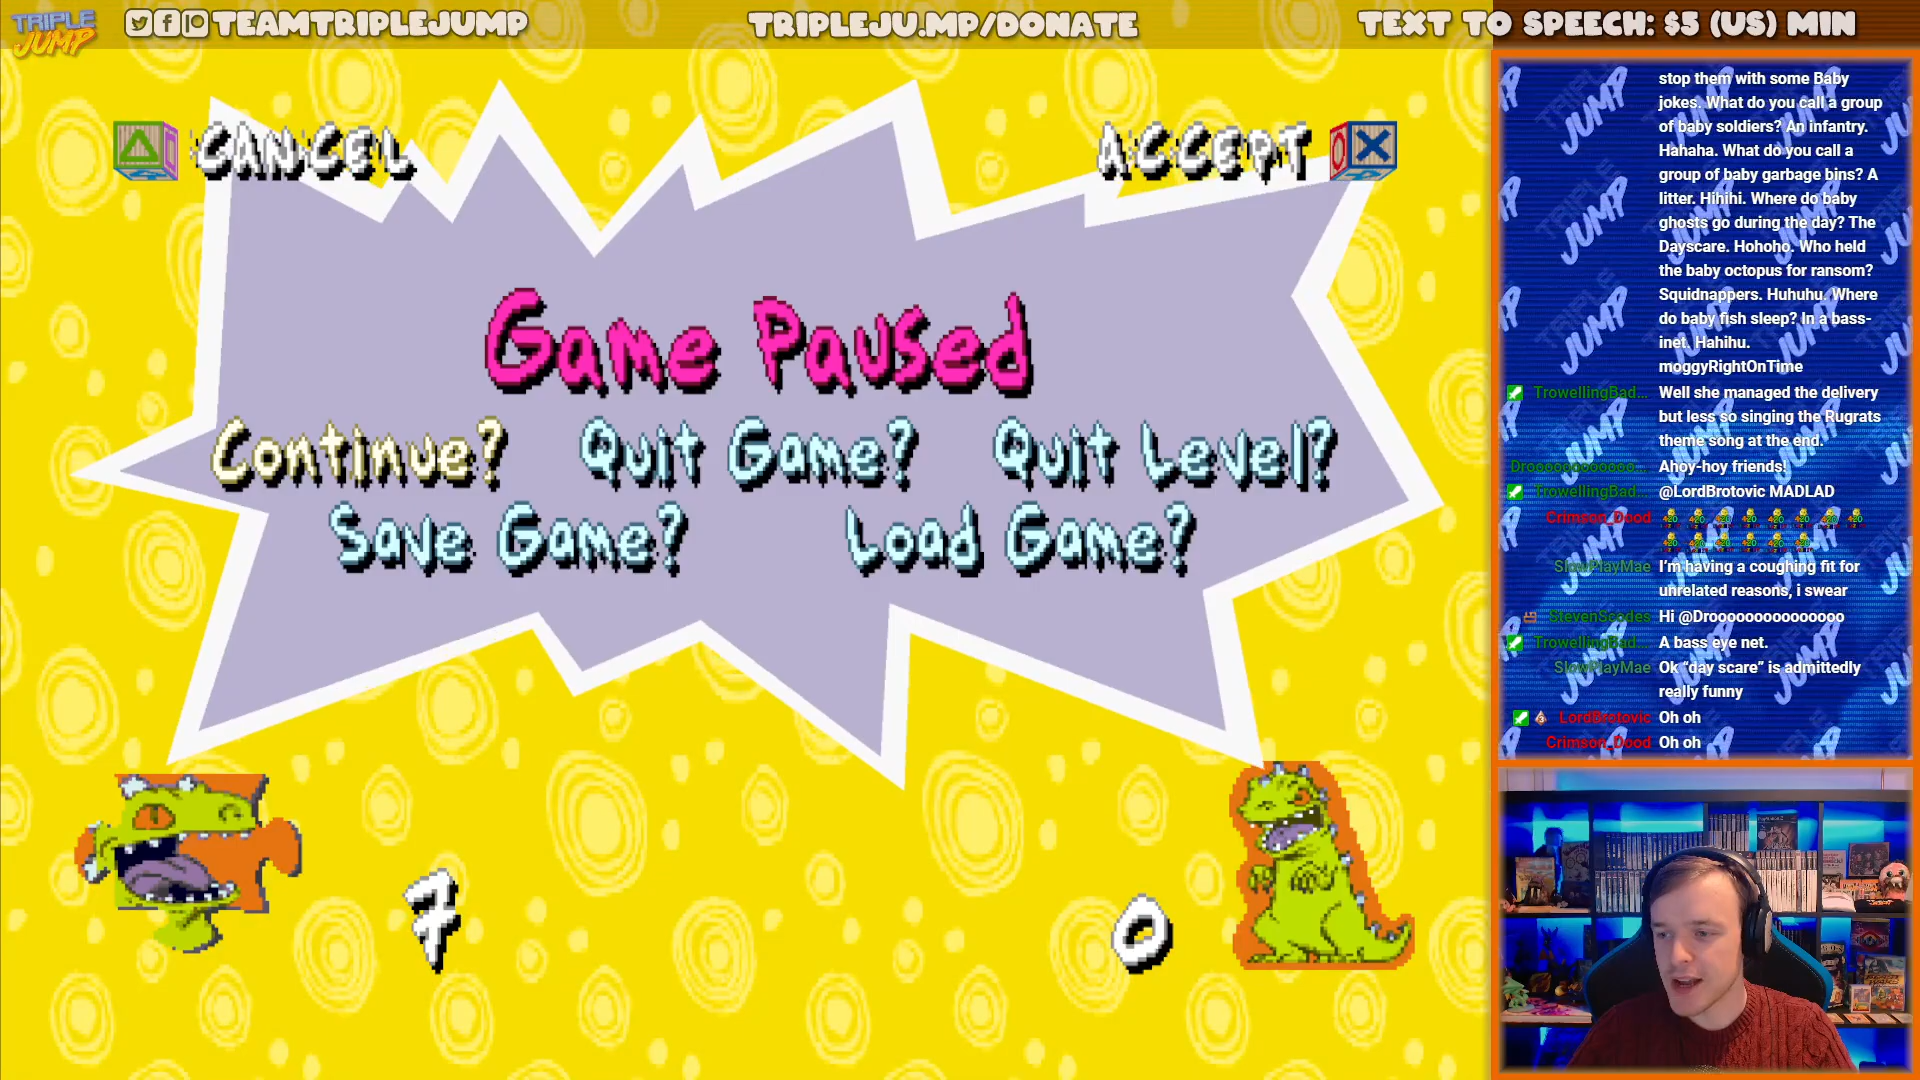 TRIPLE
JUMP
TEAMTRIPLEJUMP
TRIPLEJU.MP/DONATE
TEXT TO SPEECH: $5 (US) MIN
CANCEL
ACCEPT
Game Paused
Continue? Quit Game? Quit Level?
Save Game? Load Game?
7
0
stop them with some Baby
jokes. What do you call a group
of baby soldiers? An infantry.
Hahaha. What do you call a
group of baby garbage bins? A
litter. Hihihi. Where do baby
ghosts go during the day? The
Dayscare. Hohoho. Who held
the baby octopus for ransom?
Squidnappers. Huhuhu. Where
do baby fish sleep? In a bass-
inet. Hahihu.
moggyRightOnTime
TrowellingBad... Well she managed the delivery
but less so singing the Rugrats
theme song at the end.
Drooooooooooooo... Ahoy-hoy friends!
TrowellingBad... @LordBrotovic MADLAD
Crimson_Dood
SlowPlayMae I'm having a coughing fit for
unrelated reasons, i swear
StevenScodes Hi @Drooooooooooooooo
TrowellingBad... A bass eye net.
SlowPlayMae Ok “day scare” is admittedly
really funny
LordBrotovic Oh oh
Crimson_Dood Oh oh